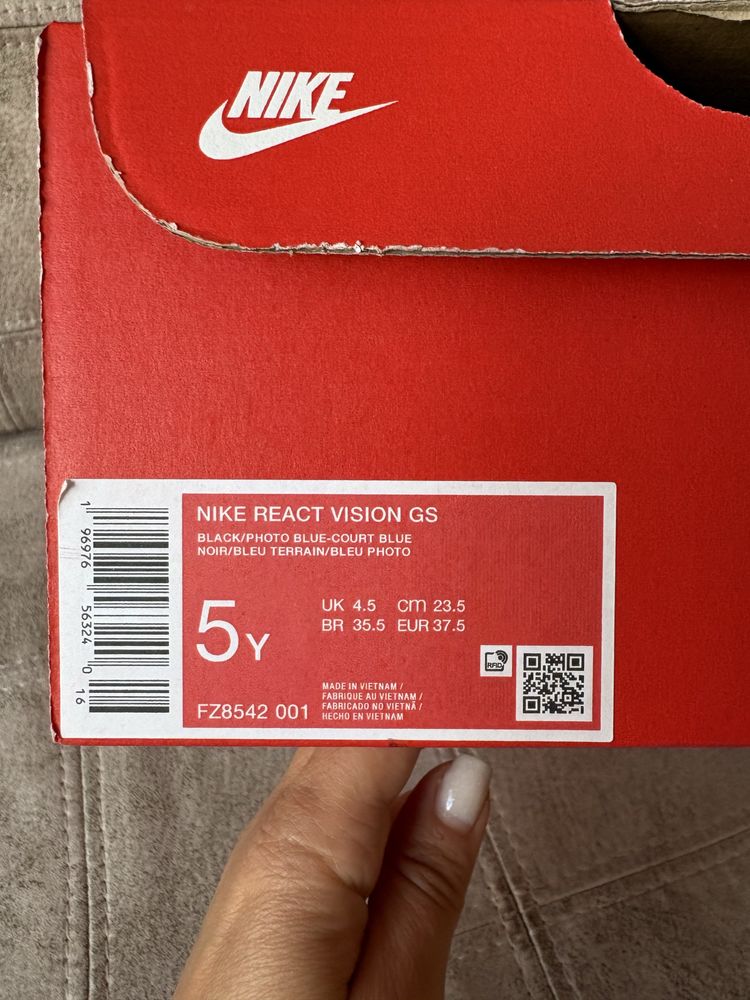 NIKE
NIKE REACT VISION GS
BLACK/PHOTO BLUE-COURT BLUE
NOIR/BLEU TERRAIN/BLEU PHOTO
5Y
UK 4.5 cm 23.5
BR 35.5 EUR 37.5
RFID
MADE IN VIETNAM /
FABRIQUE AU VIETNAM /
FABRICADO NO VIETNÃ /
HECHO EN VIETNAM
FZ8542 001
1 96976 56324 0 16